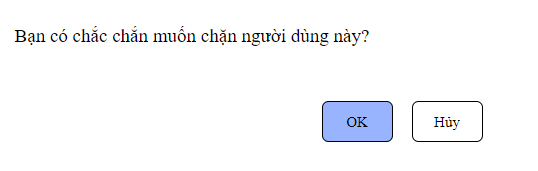 Bạn có chắc chắn muốn chặn người dùng này?
OK
Hủy